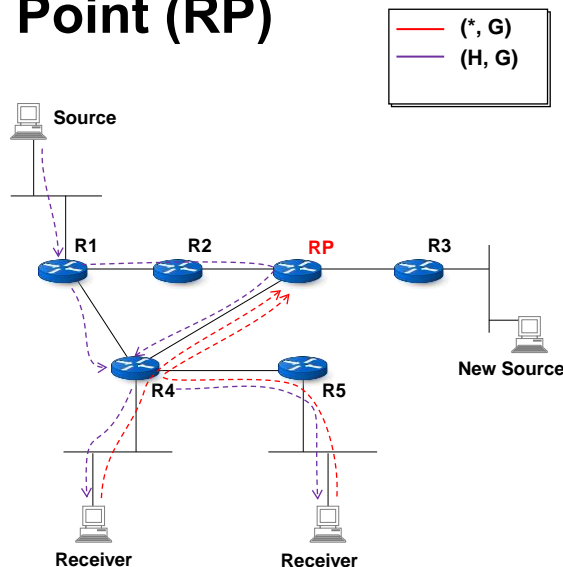 Point (RP)
(*, G)
(H, G)
Source
R1
R2
RP
R3
New Source
R4
R5
Receiver
Receiver